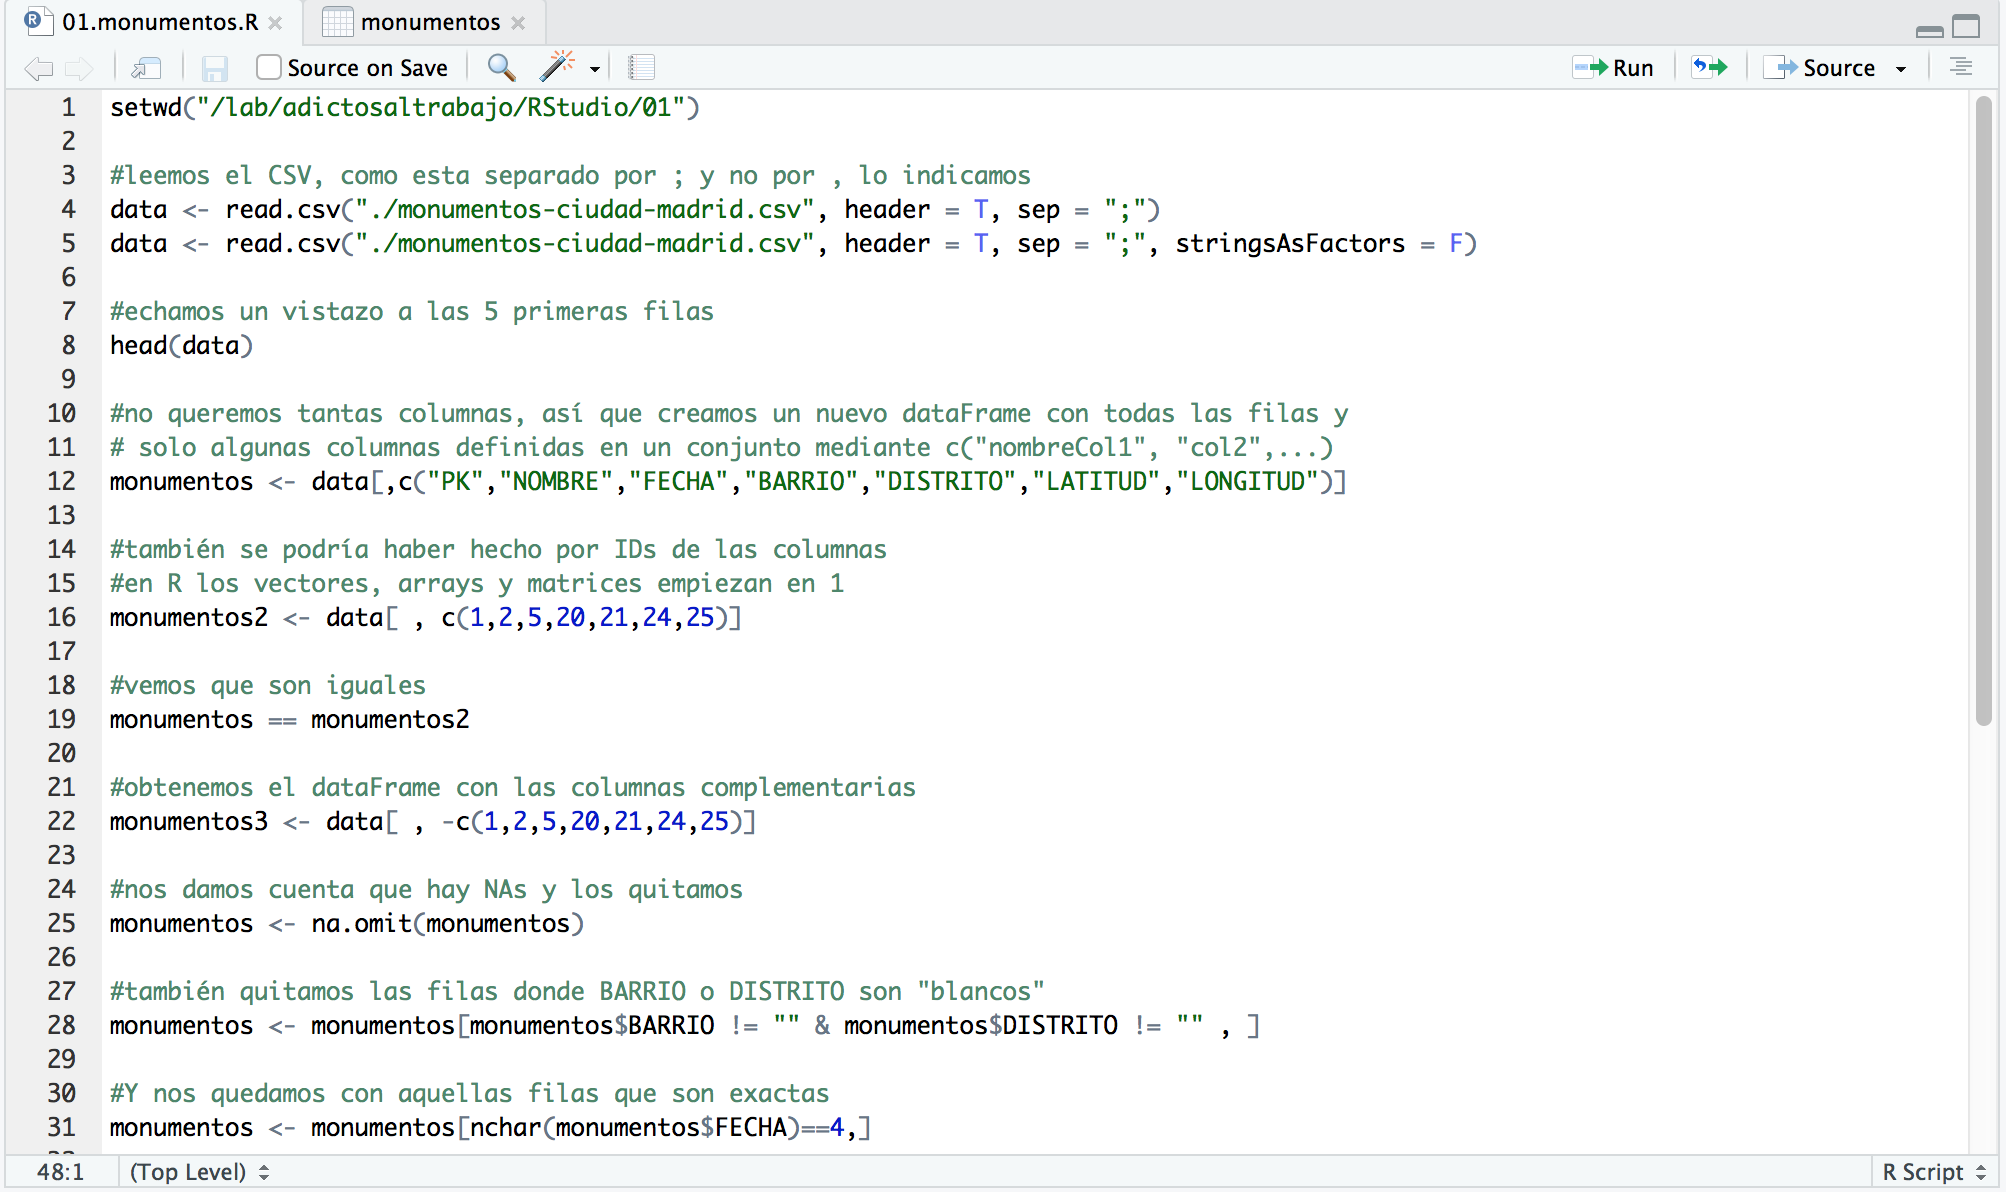 01.monumentos.R × monumentos ×
Source on Save Run Source
1 setwd("/lab/adictosaltrabajo/RStudio/01")
2
3 #leemos el CSV, como esta separado por ; y no por , lo indicamos
4 data <- read.csv("./monumentos-ciudad-madrid.csv", header = T, sep = ";")
5 data <- read.csv("./monumentos-ciudad-madrid.csv", header = T, sep = ";", stringsAsFactors = F)
6
7 #echamos un vistazo a las 5 primeras filas
8 head(data)
9
10 #no queremos tantas columnas, así que creamos un nuevo dataFrame con todas las filas y
11 # solo algunas columnas definidas en un conjunto mediante c("nombreCol1", "col2",...)
12 monumentos <- data[,c("PK","NOMBRE","FECHA","BARRIO","DISTRITO","LATITUD","LONGITUD")]
13
14 #también se podría haber hecho por IDs de las columnas
15 #en R los vectores, arrays y matrices empiezan en 1
16 monumentos2 <- data[ , c(1,2,5,20,21,24,25)]
17
18 #vemos que son iguales
19 monumentos == monumentos2
20
21 #obtenemos el dataFrame con las columnas complementarias
22 monumentos3 <- data[ , -c(1,2,5,20,21,24,25)]
23
24 #nos damos cuenta que hay NAs y los quitamos
25 monumentos <- na.omit(monumentos)
26
27 #también quitamos las filas donde BARRIO o DISTRITO son "blancos"
28 monumentos <- monumentos[monumentos$BARRIO != "" & monumentos$DISTRITO != "" , ]
29
30 #Y nos quedamos con aquellas filas que son exactas
31 monumentos <- monumentos[nchar(monumentos$FECHA)==4,]
48:1 (Top Level) R Script